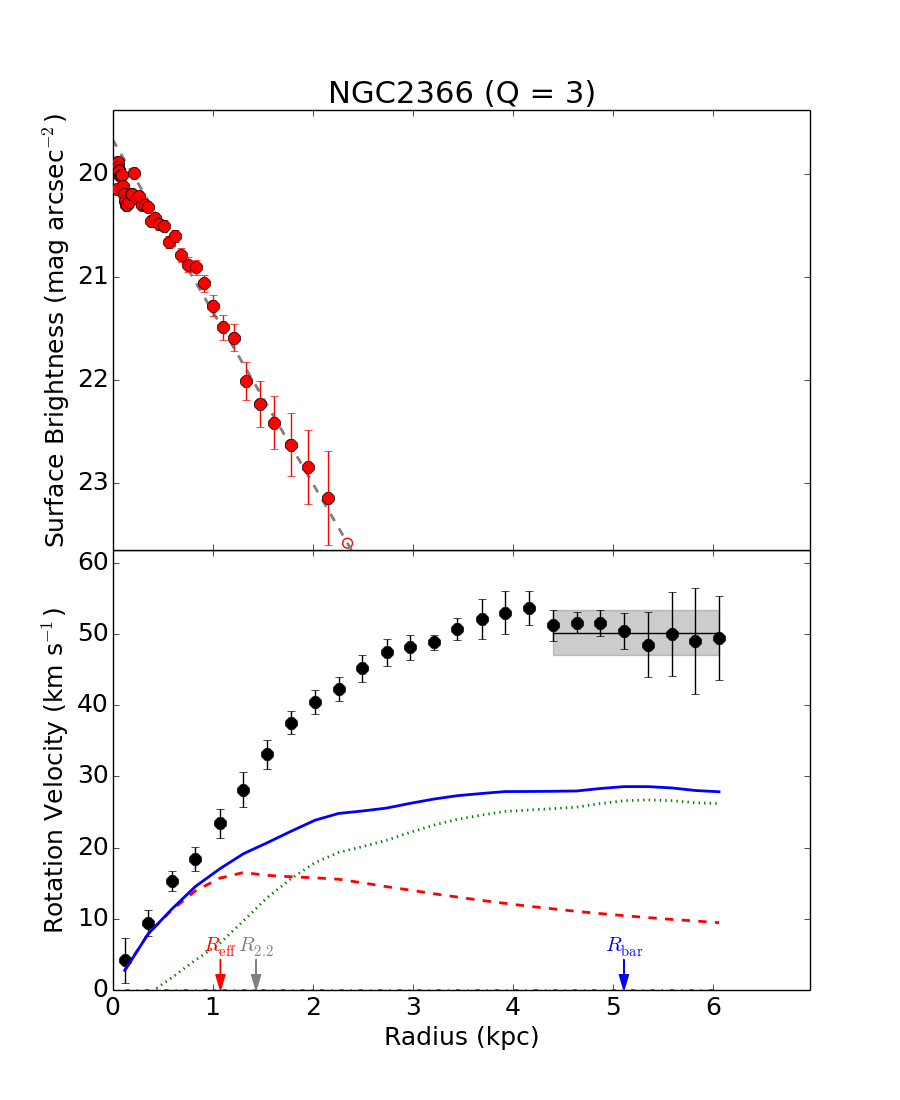 NGC2366 (Q = 3)
Surface Brightness (mag arcsec⁻²)
20
21
22
23
Rotation Velocity (km s⁻¹)
60
50
40
30
20
10
0
R_eff R_2.2 R_bar
0 1 2 3 4 5 6
Radius (kpc)